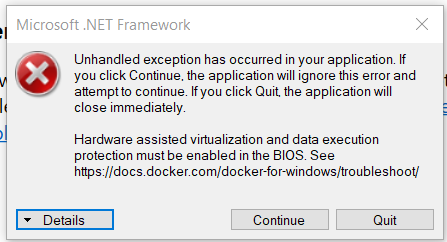 Microsoft .NET Framework
Unhandled exception has occurred in your application. If
you click Continue, the application will ignore this error and
attempt to continue. If you click Quit, the application will
close immediately.
Hardware assisted virtualization and data execution
protection must be enabled in the BIOS. See
https://docs.docker.com/docker-for-windows/troubleshoot/
Details
Continue
Quit